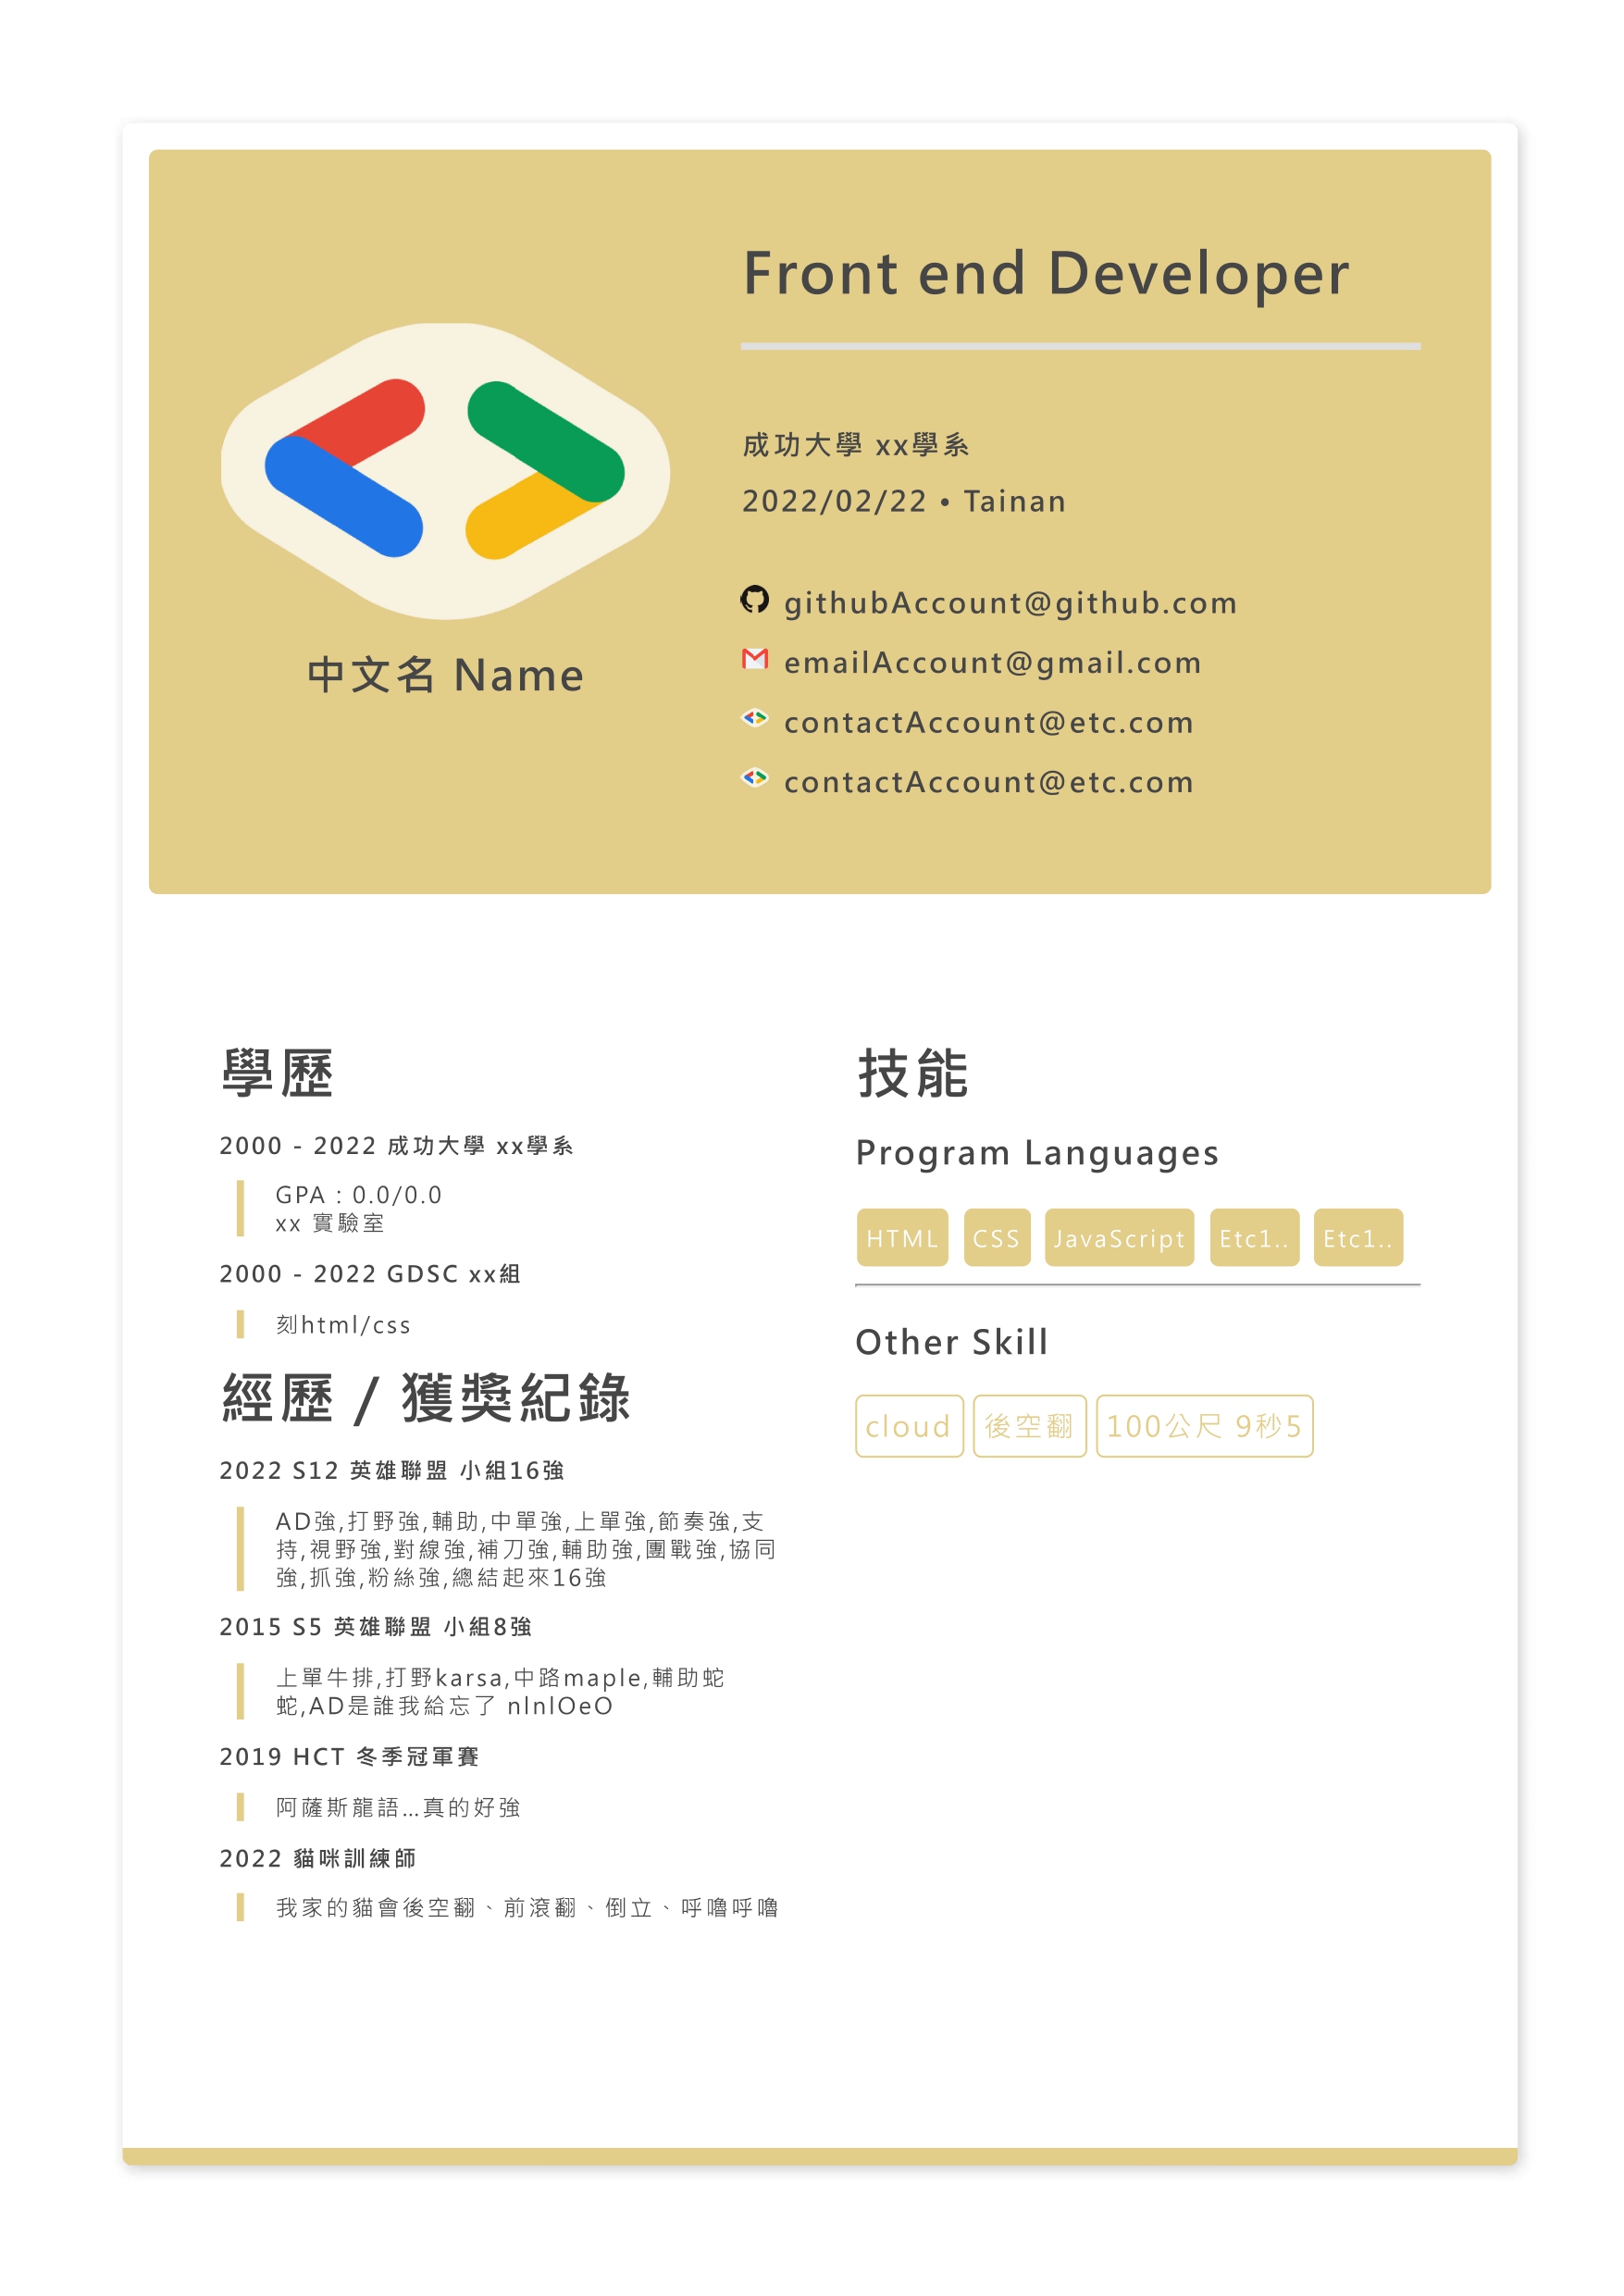 Front end Developer
成功大學 xx學系
2022/02/22 • Tainan
githubAccount@github.com
emailAccount@gmail.com
contactAccount@etc.com
contactAccount@etc.com
中文名 Name
學歷
2000 - 2022 成功大學 xx學系
GPA : 0.0/0.0
xx 實驗室
2000 - 2022 GDSC xx組
刻html/css
經歷 / 獲獎紀錄
2022 S12 英雄聯盟 小組16強
AD強,打野強,輔助,中單強,上單強,節奏強,支
持,視野強,對線強,補刀強,輔助強,團戰強,協同
強,抓強,粉絲強,總結起來16強
2015 S5 英雄聯盟 小組8強
上單牛排,打野karsa,中路maple,輔助蛇
蛇,AD是誰我給忘了 nlnlOeO
2019 HCT 冬季冠軍賽
阿薩斯龍語...真的好強
2022 貓咪訓練師
我家的貓會後空翻、前滾翻、倒立、呼嚕呼嚕
技能
Program Languages
HTML CSS JavaScript Etc1.. Etc1..
Other Skill
cloud 後空翻 100公尺 9秒5